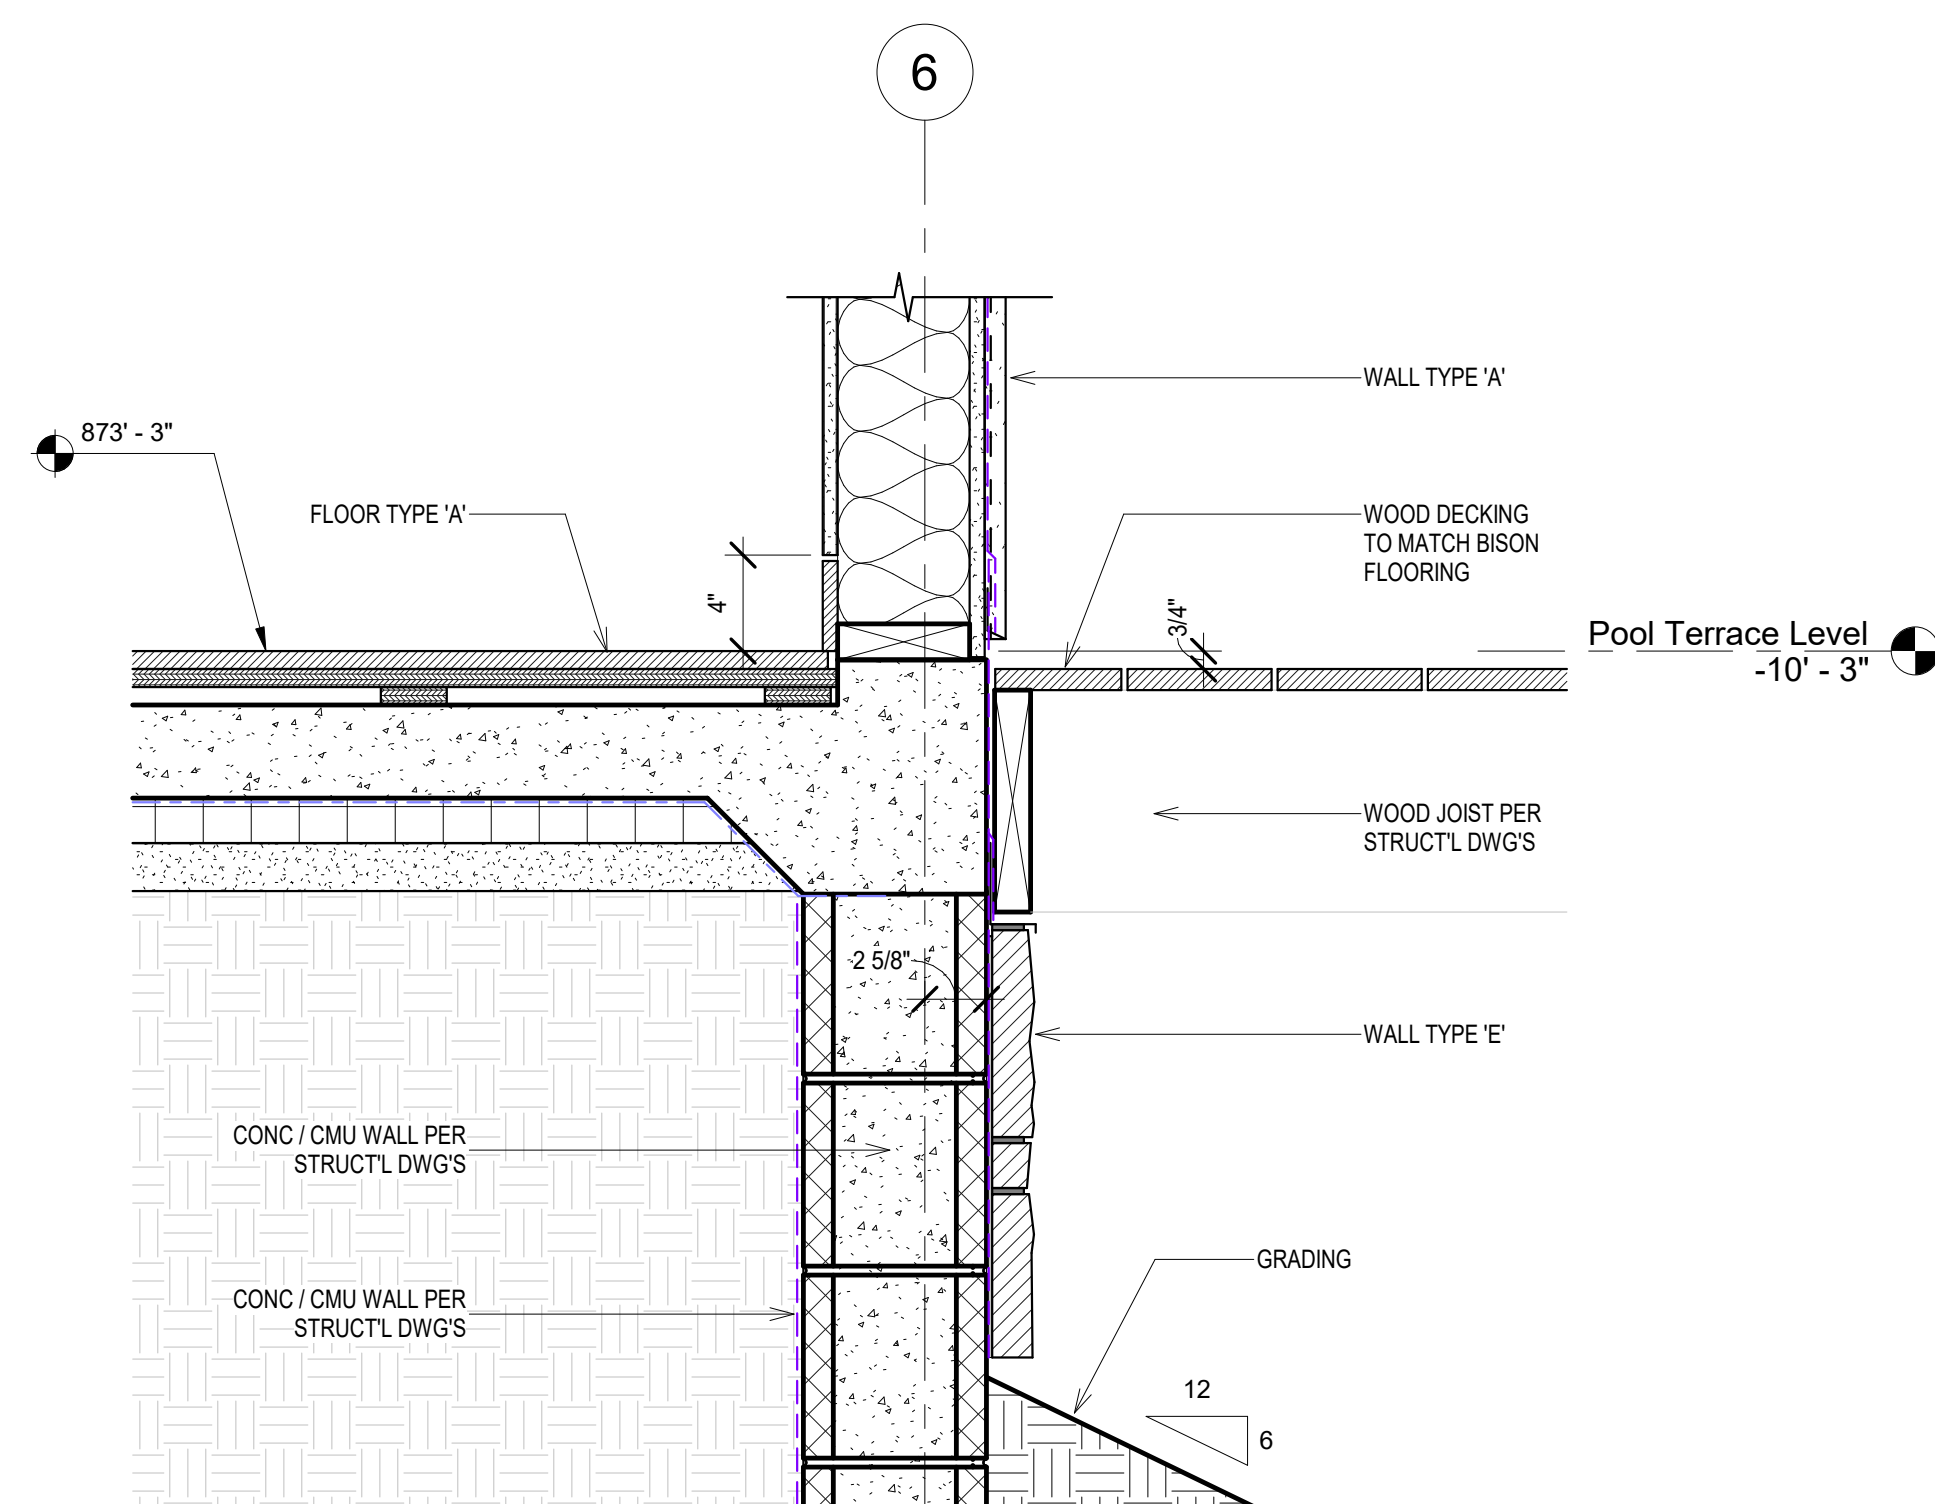 6
WALL TYPE 'A'
873' - 3"
FLOOR TYPE 'A'
WOOD DECKING
TO MATCH BISON
FLOORING
4"
3/4"
Pool Terrace Level
-10' - 3"
WOOD JOIST PER
STRUCT'L DWG'S
2 5/8"
WALL TYPE 'E'
CONC / CMU WALL PER
STRUCT'L DWG'S
GRADING
CONC / CMU WALL PER
STRUCT'L DWG'S
12
6